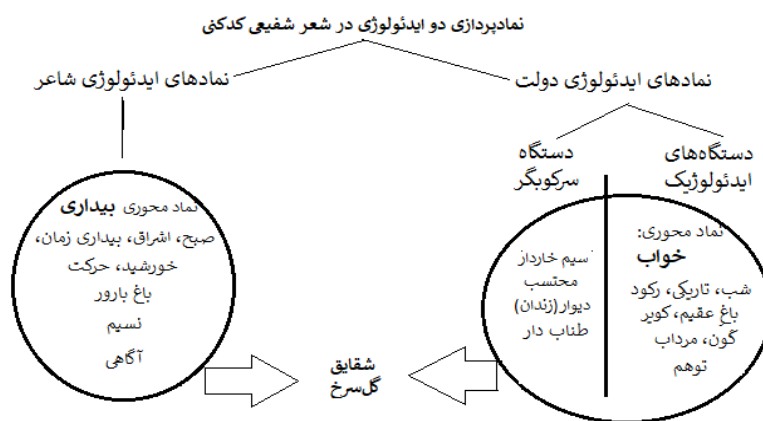 نمادپردازی دو ایدئولوژی در شعر شفیعی کدکنی
نمادهای ایدئولوژی دولت
نمادهای ایدئولوژی شاعر
دستگاه‌های
ایدئولوژیک
دستگاه
سرکوبگر
نماد محوری:
خواب
شب، تاریکی، رکود
باغ عقیم، کویر
گون، مرداب
توهم
سیم خاردار
محتسب
دیوار(زندان)
طناب دار
نماد محوری بیداری
صبح، اشراق، بیداری زمان،
خورشید، حرکت
باغ بارور
نسیم
آگاهی
شقایق
گل‌سرخ